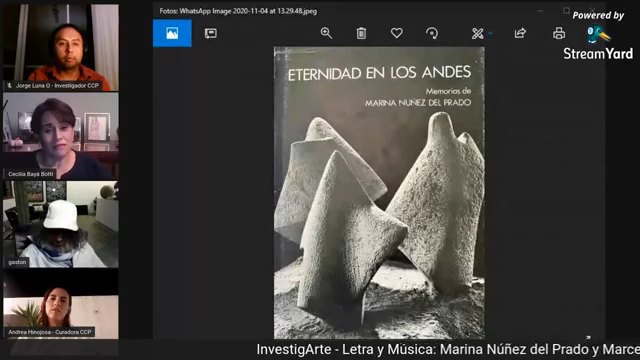 Fotos: WhatsApp Image 2020-11-04 at 13.29.48.jpeg
Powered by
StreamYard
Jorge Luna O - Investigador CCP
Cecilia Bayá Botti
gaston
Andrea Hinojosa - Curadora CCP
ETERNIDAD EN LOS ANDES
Memorias de
MARINA NUÑEZ DEL PRADO
InvestigArte - Letra y Música: Marina Núñez del Prado y Marce